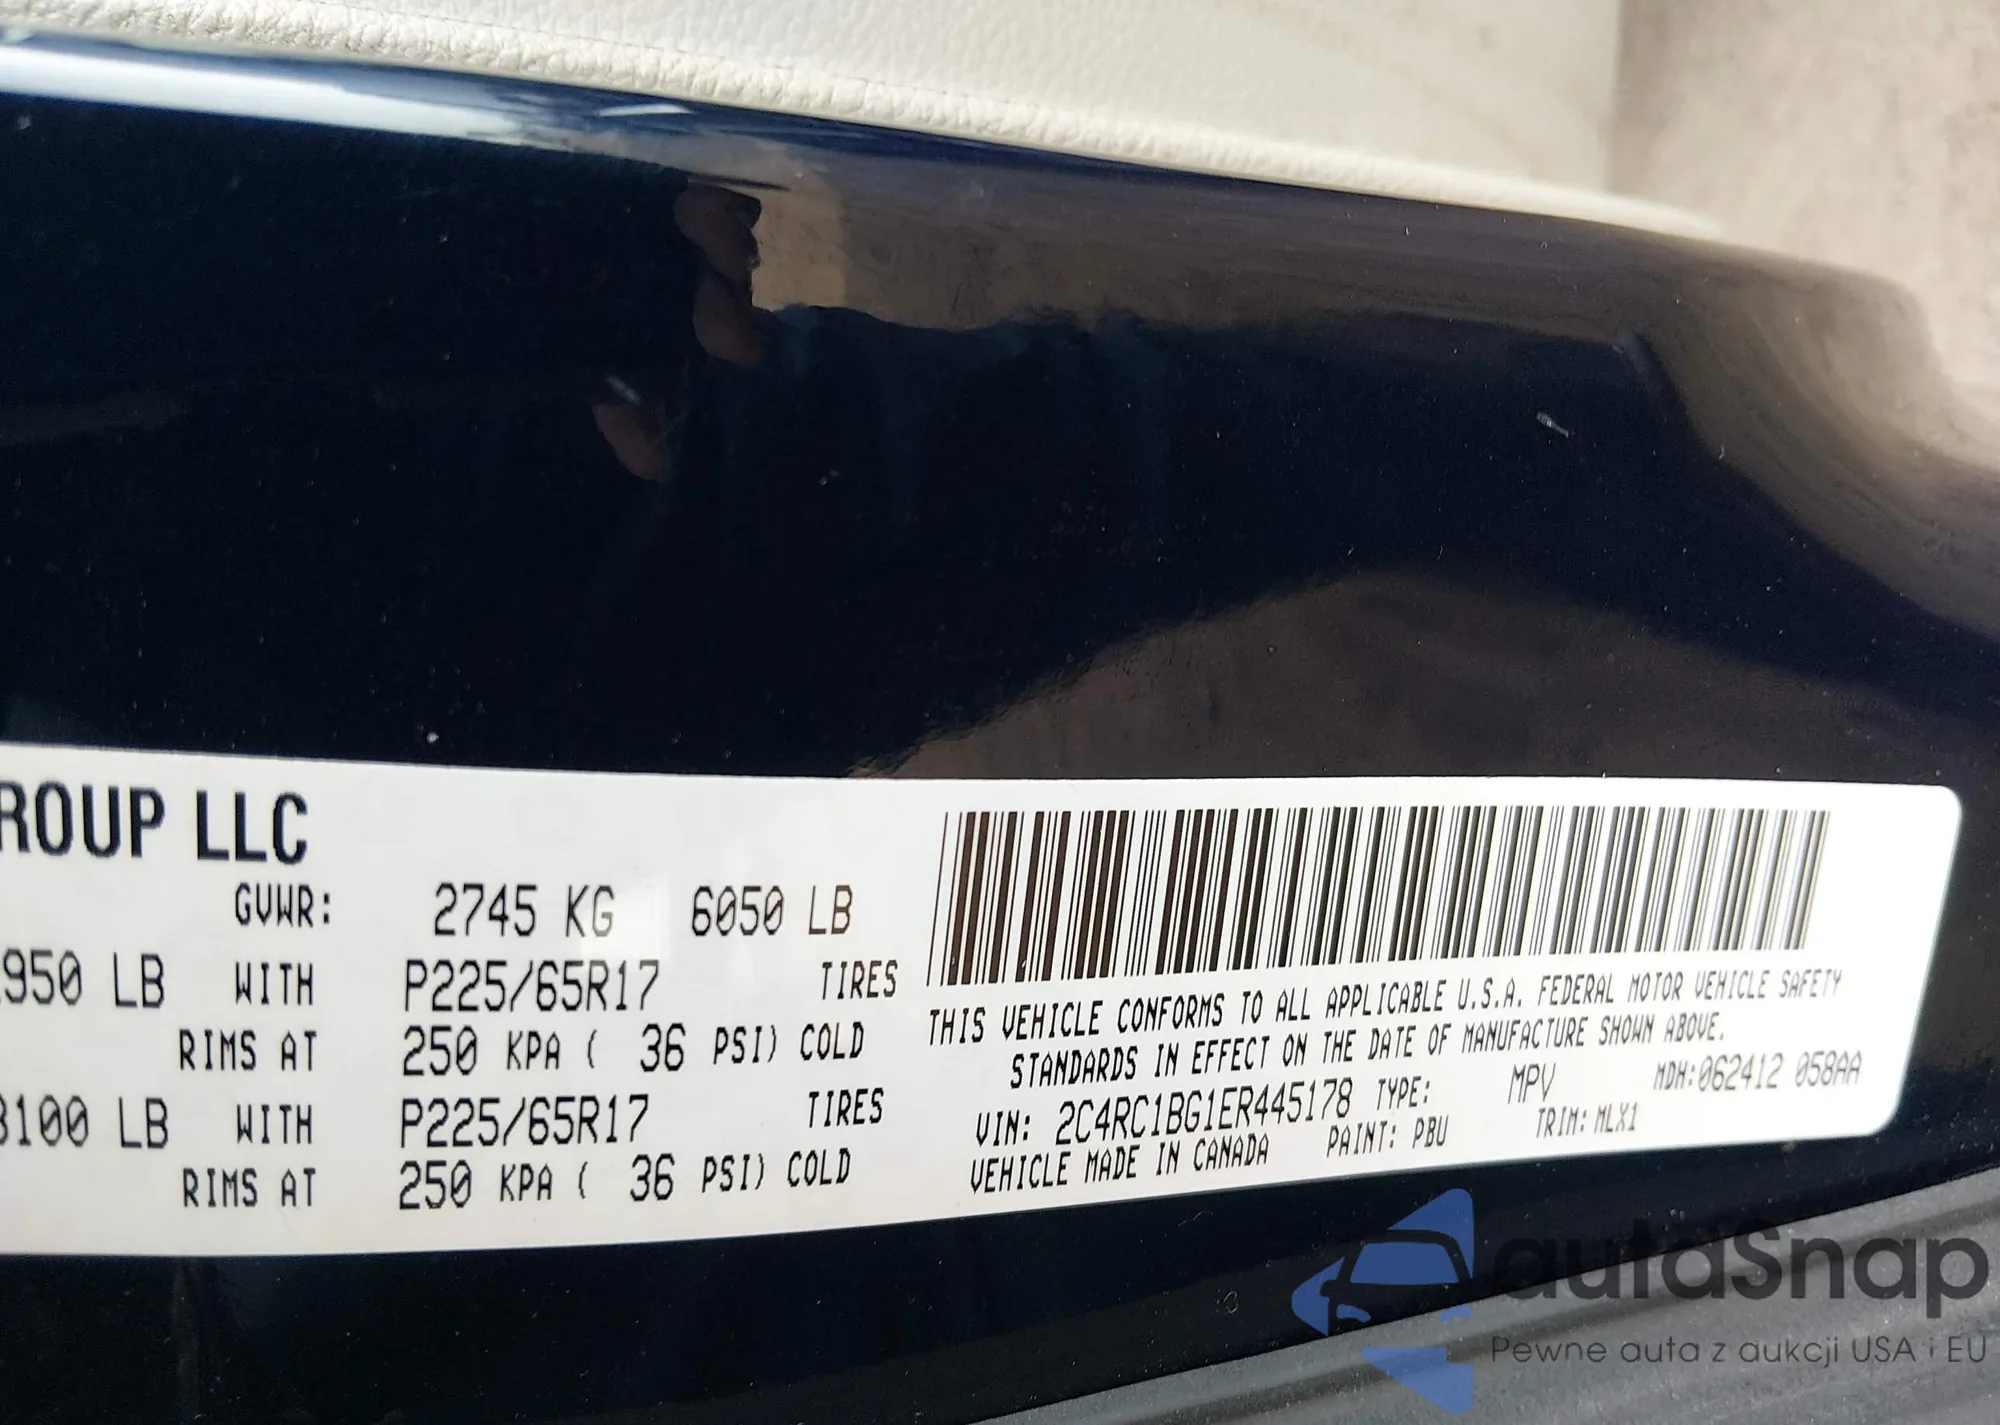 ROUP LLC
GVWR: 2745 KG 6050 LB
950 LB WITH P225/65R17 TIRES
RIMS AT 250 KPA ( 36 PSI) COLD
3100 LB WITH P225/65R17 TIRES
RIMS AT 250 KPA ( 36 PSI) COLD
THIS VEHICLE CONFORMS TO ALL APPLICABLE U.S.A. FEDERAL MOTOR VEHICLE SAFETY
STANDARDS IN EFFECT ON THE DATE OF MANUFACTURE SHOWN ABOVE.
VIN: 2C4RC1BG1ER445178 TYPE: MPV MDH:062412 058AA
VEHICLE MADE IN CANADA PAINT: PBU TRIM: MLX1
autaSnap
Pewne auta z aukcji USA i EU